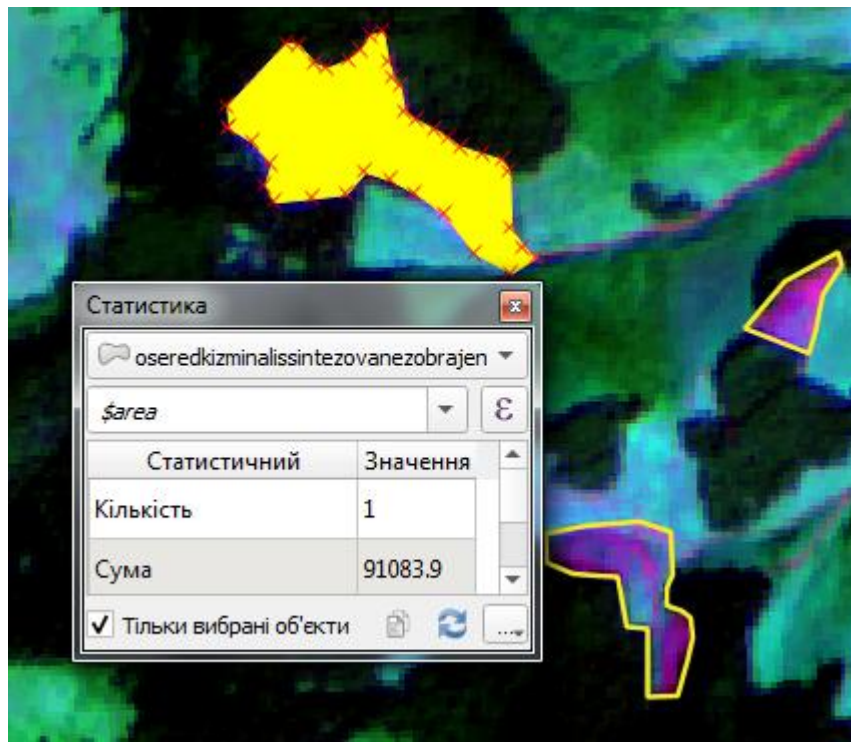 Статистика
oseredkizminalissintezovanezobrajen
$area
ε
Статистичний Значення
Кількість 1
Сума 91083.9
Тільки вибрані об'єкти
...